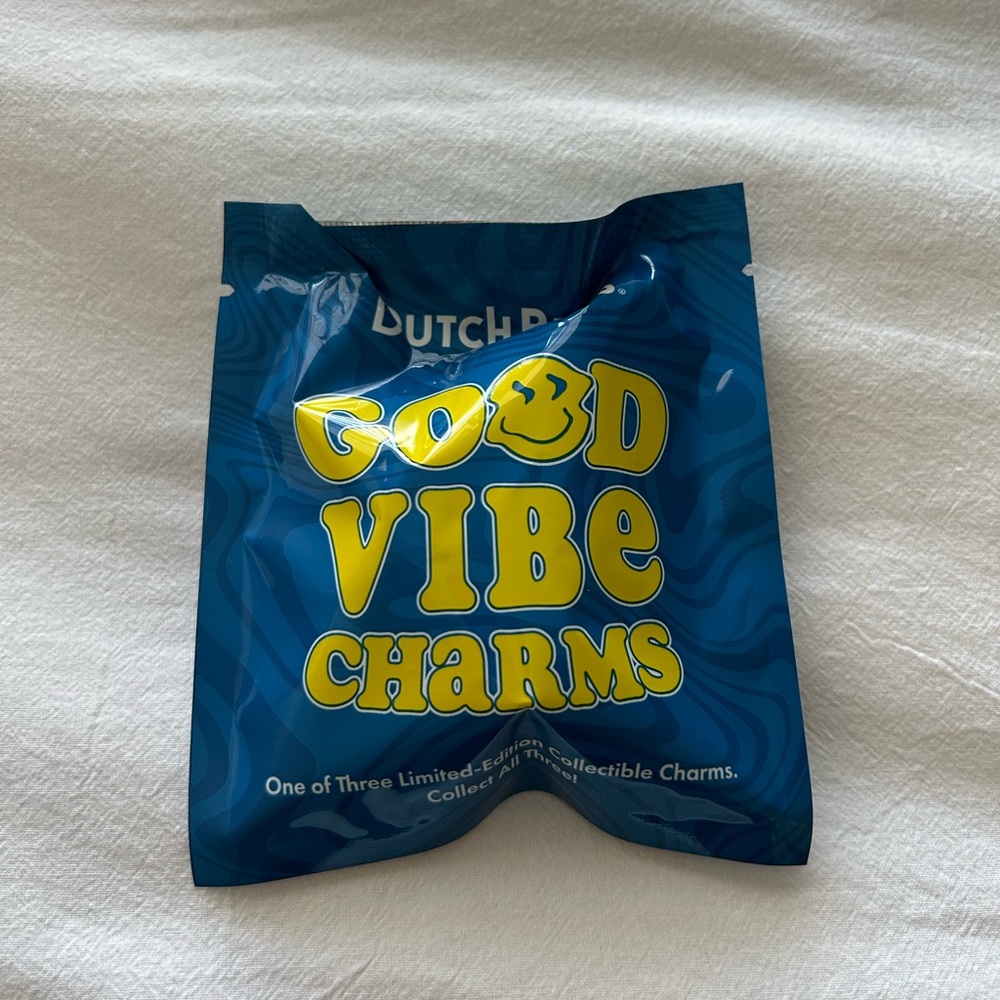 DUTCH
GOOD
VIBe
CHaRMS
One of Three Limited-Edition Collectible Charms.
Collect All Three!